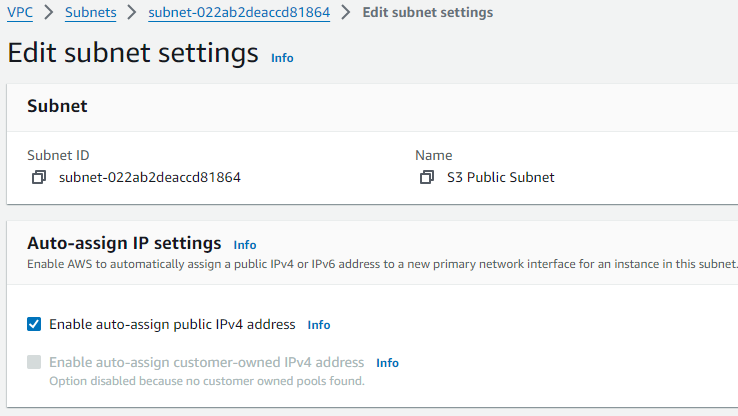 VPC > Subnets > subnet-022ab2deaccd81864 > Edit subnet settings
Edit subnet settings Info
Subnet
Subnet ID Name
subnet-022ab2deaccd81864 S3 Public Subnet
Auto-assign IP settings Info
Enable AWS to automatically assign a public IPv4 or IPv6 address to a new primary network interface for an instance in this subnet.
Enable auto-assign public IPv4 address Info
Enable auto-assign customer-owned IPv4 address Info
Option disabled because no customer owned pools found.